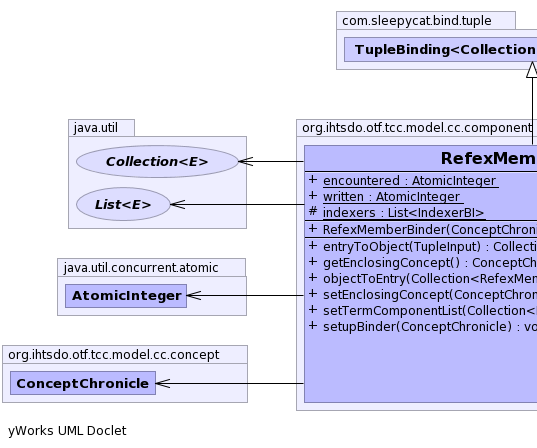 com.sleepycat.bind.tuple
TupleBinding<Collection
java.util
Collection<E>
List<E>
org.ihtsdo.otf.tcc.model.cc.component
RefexMem
+ encountered : AtomicInteger
+ written : AtomicInteger
# indexers : List<IndexerBI>
+ RefexMemberBinder(ConceptChroni
+ entryToObject(TupleInput) : Collecti
+ getEnclosingConcept() : ConceptCh
+ objectToEntry(Collection<RefexMem
+ setEnclosingConcept(ConceptChron
+ setTermComponentList(Collection<
+ setupBinder(ConceptChronicle) : vo
java.util.concurrent.atomic
AtomicInteger
org.ihtsdo.otf.tcc.model.cc.concept
ConceptChronicle
yWorks UML Doclet